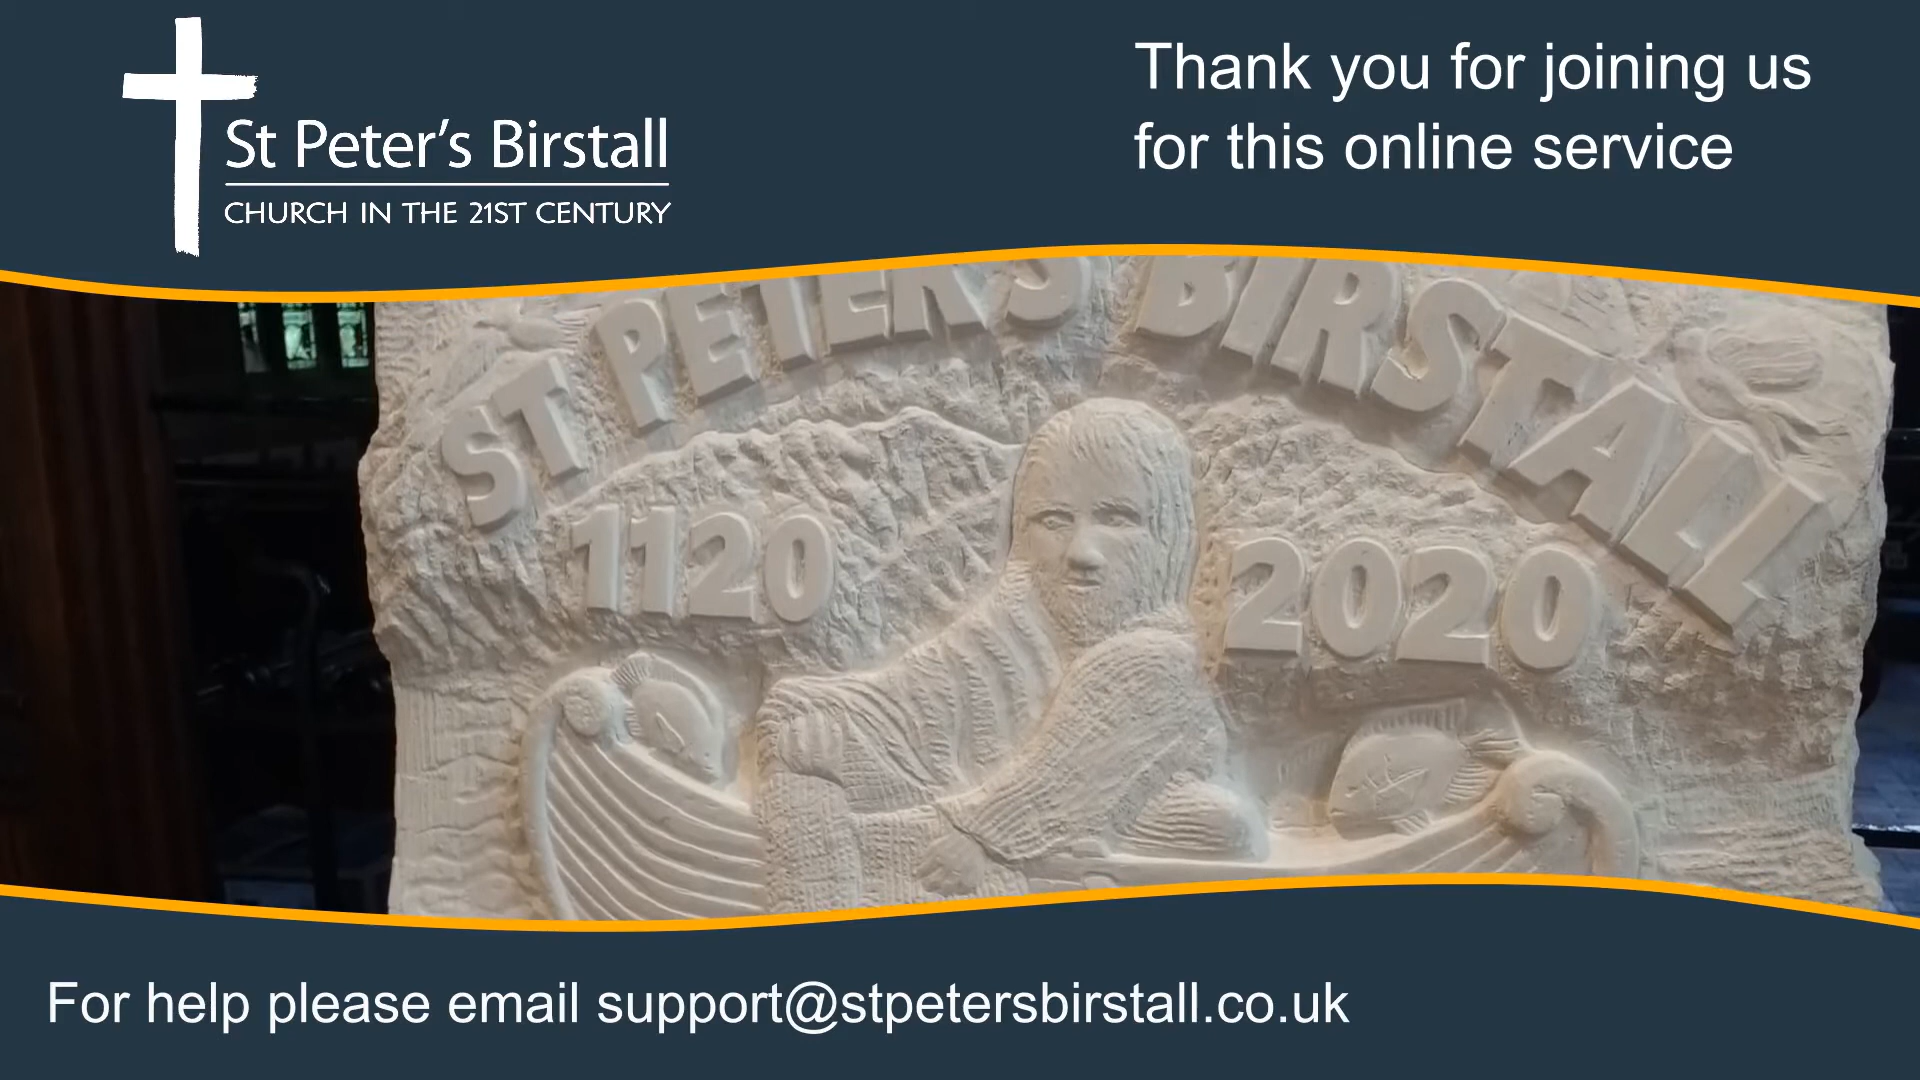 St Peter's Birstall
CHURCH IN THE 21ST CENTURY
Thank you for joining us
for this online service
ST PETERS BIRSTALL
1120 2020
For help please email support@stpetersbirstall.co.uk